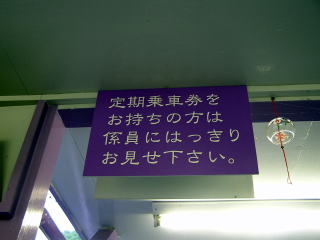 定期乗車券を
お持ちの方は
係員にはっきり
お見せ下さい。